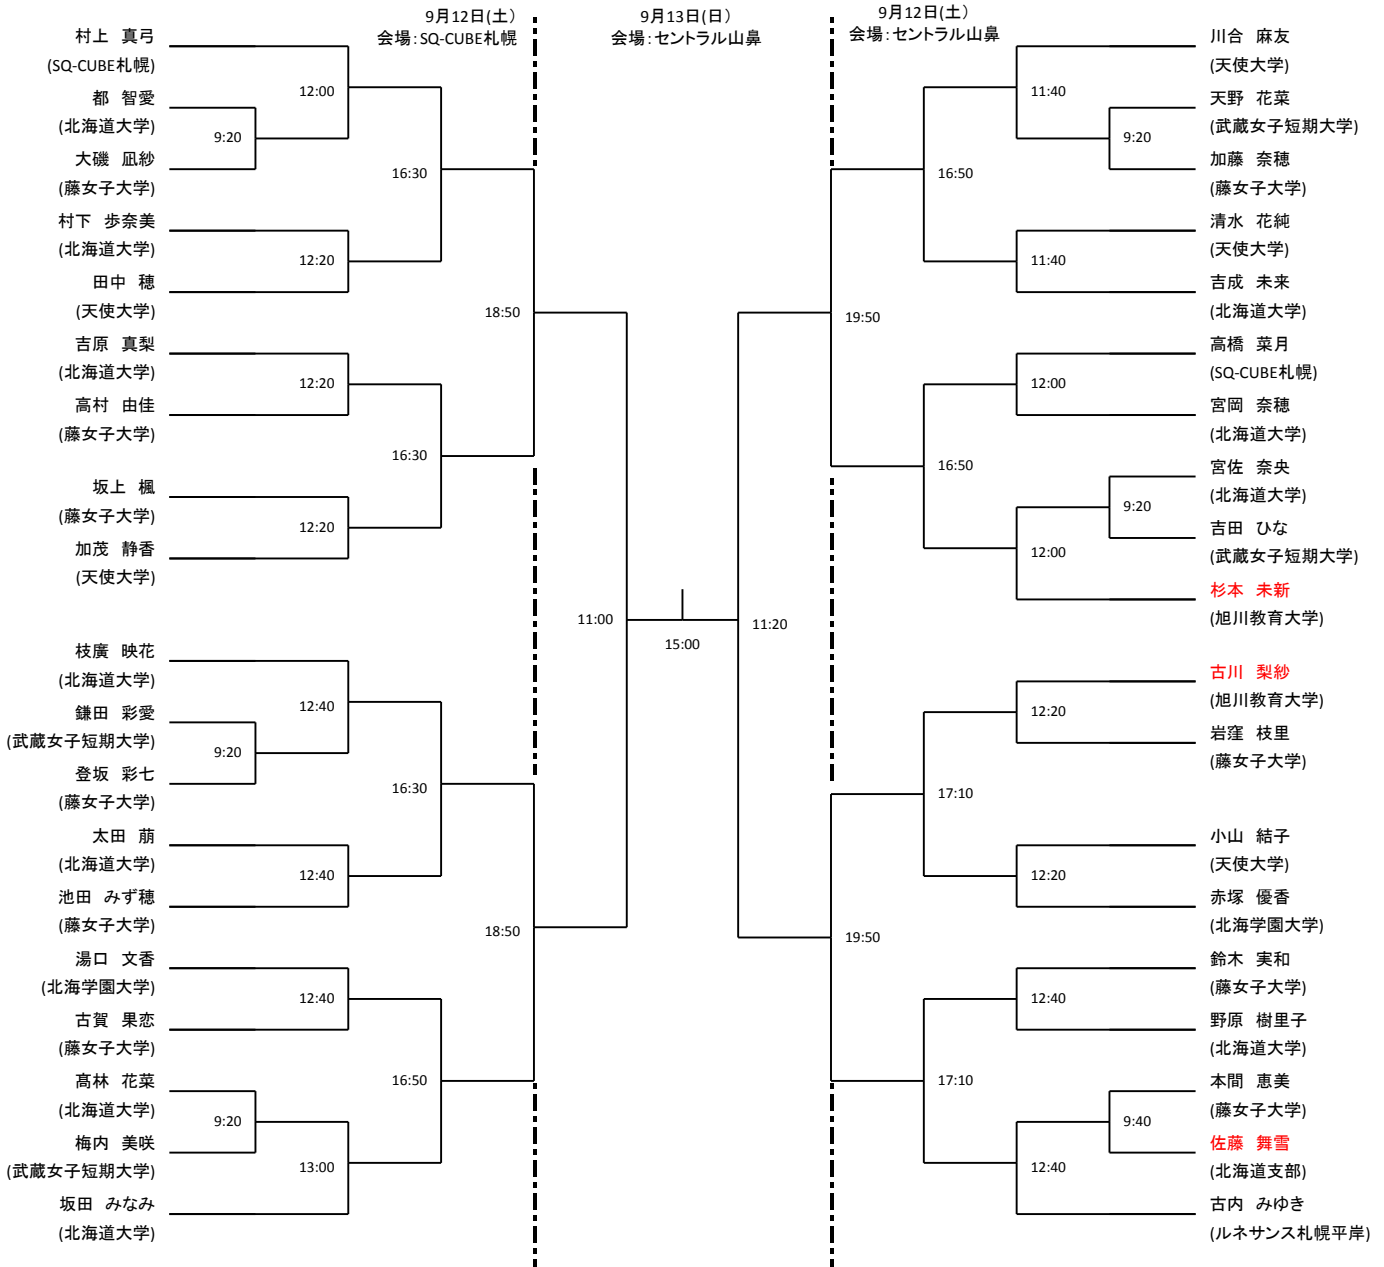 9月12日(土)
会場:SQ-CUBE札幌
9月13日(日)
会場:セントラル山鼻
9月12日(土)
会場:セントラル山鼻
村上 真弓
(SQ-CUBE札幌)
都 智愛
(北海道大学)
大磯 凪紗
(藤女子大学)
村下 歩奈美
(北海道大学)
田中 穂
(天使大学)
吉原 真梨
(北海道大学)
高村 由佳
(藤女子大学)
坂上 楓
(藤女子大学)
加茂 静香
(天使大学)
枝廣 映花
(北海道大学)
鎌田 彩愛
(武蔵女子短期大学)
登坂 彩七
(藤女子大学)
太田 萠
(北海道大学)
池田 みず穂
(藤女子大学)
湯口 文香
(北海学園大学)
古賀 果恋
(藤女子大学)
髙林 花菜
(北海道大学)
梅内 美咲
(武蔵女子短期大学)
坂田 みなみ
(北海道大学)
9:20
9:20
9:20
12:00
12:20
12:20
12:20
12:40
12:40
12:40
13:00
16:30
16:30
16:30
16:50
18:50
18:50
11:00
15:00
11:20
19:50
19:50
16:50
16:50
17:10
17:10
11:40
11:40
12:00
12:00
12:20
12:20
12:40
12:40
9:20
9:20
9:40
川合 麻友
(天使大学)
天野 花菜
(武蔵女子短期大学)
加藤 奈穂
(藤女子大学)
清水 花純
(天使大学)
吉成 未来
(北海道大学)
高橋 菜月
(SQ-CUBE札幌)
宮岡 奈穂
(北海道大学)
宮佐 奈央
(北海道大学)
吉田 ひな
(武蔵女子短期大学)
杉本 未新
(旭川教育大学)
古川 梨紗
(旭川教育大学)
岩窪 枝里
(藤女子大学)
小山 結子
(天使大学)
赤塚 優香
(北海学園大学)
鈴木 実和
(藤女子大学)
野原 樹里子
(北海道大学)
本間 恵美
(藤女子大学)
佐藤 舞雪
(北海道支部)
古内 みゆき
(ルネサンス札幌平岸)